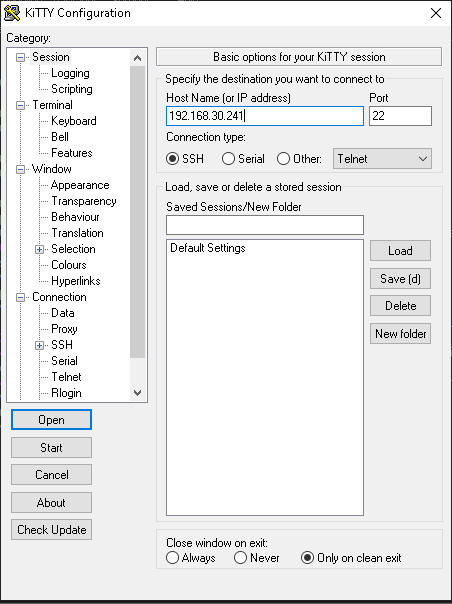 KiTTY Configuration
Category:
Session
Logging
Scripting
Terminal
Keyboard
Bell
Features
Window
Appearance
Transparency
Behaviour
Translation
Selection
Colours
Hyperlinks
Connection
Data
Proxy
SSH
Serial
Telnet
Rlogin
Open
Start
Cancel
About
Check Update
Basic options for your KiTTY session
Specify the destination you want to connect to
Host Name (or IP address) Port
192.168.30.241 22
Connection type:
SSH Serial Other: Telnet
Load, save or delete a stored session
Saved Sessions/New Folder
Default Settings
Load
Save (d)
Delete
New folder
Close window on exit:
Always Never Only on clean exit